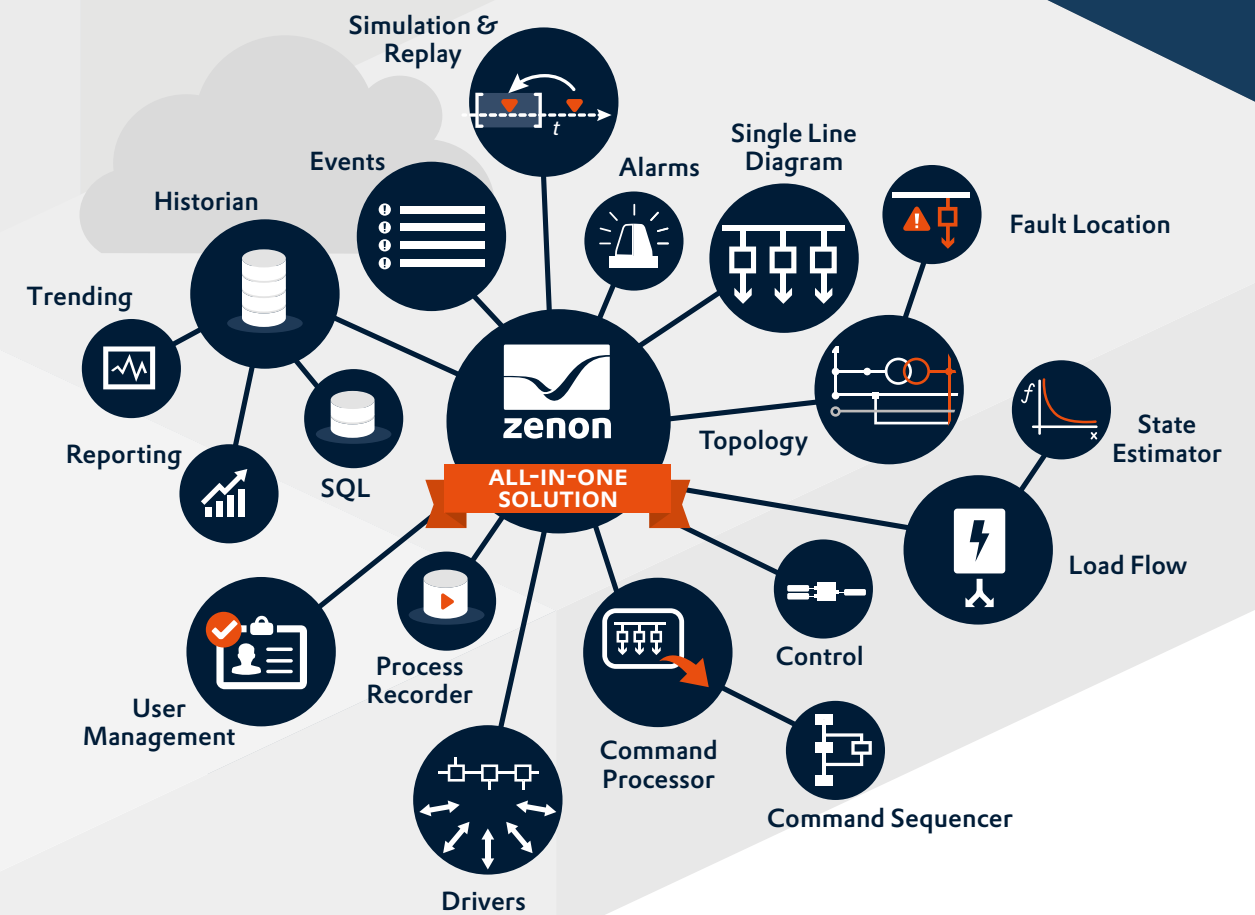 Simulation &
Replay
t
Single Line
Diagram
Events
Alarms
Historian
Fault Location
Trending
zenon
ALL-IN-ONE
SOLUTION
Topology
f
x
State
Estimator
Reporting
SQL
Load Flow
Control
Process
Recorder
User
Management
Command
Processor
Command Sequencer
Drivers